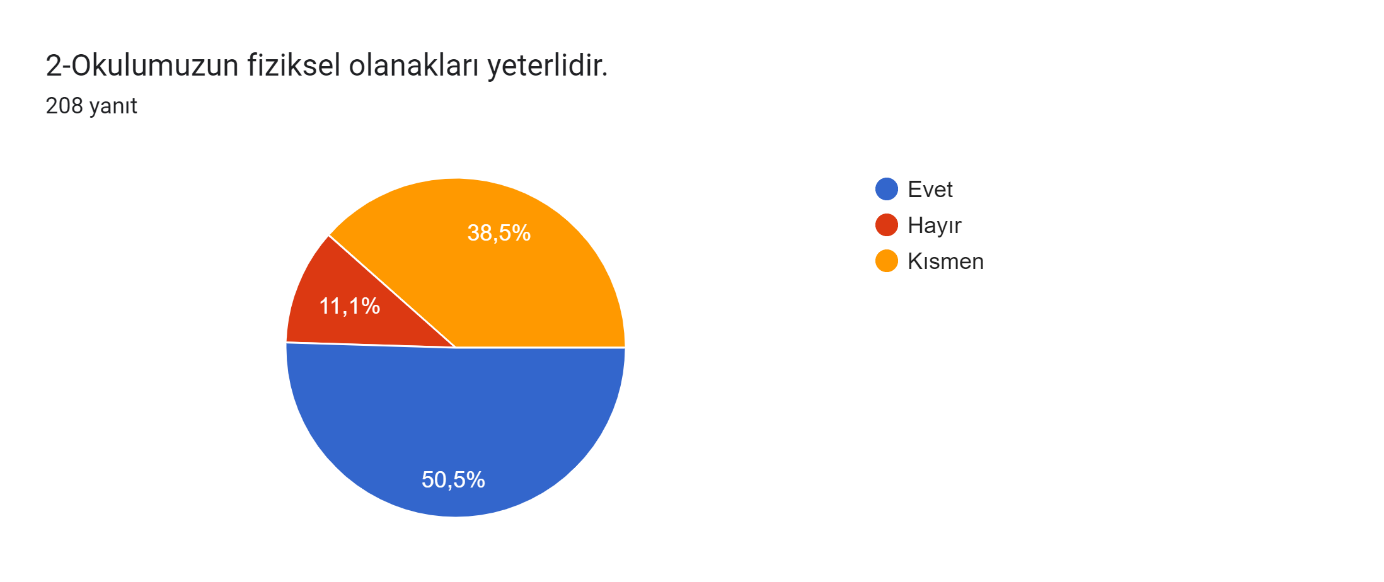 2-Okulumuzun fiziksel olanakları yeterlidir.
208 yanıt
Evet
Hayır
Kısmen
38,5%
11,1%
50,5%